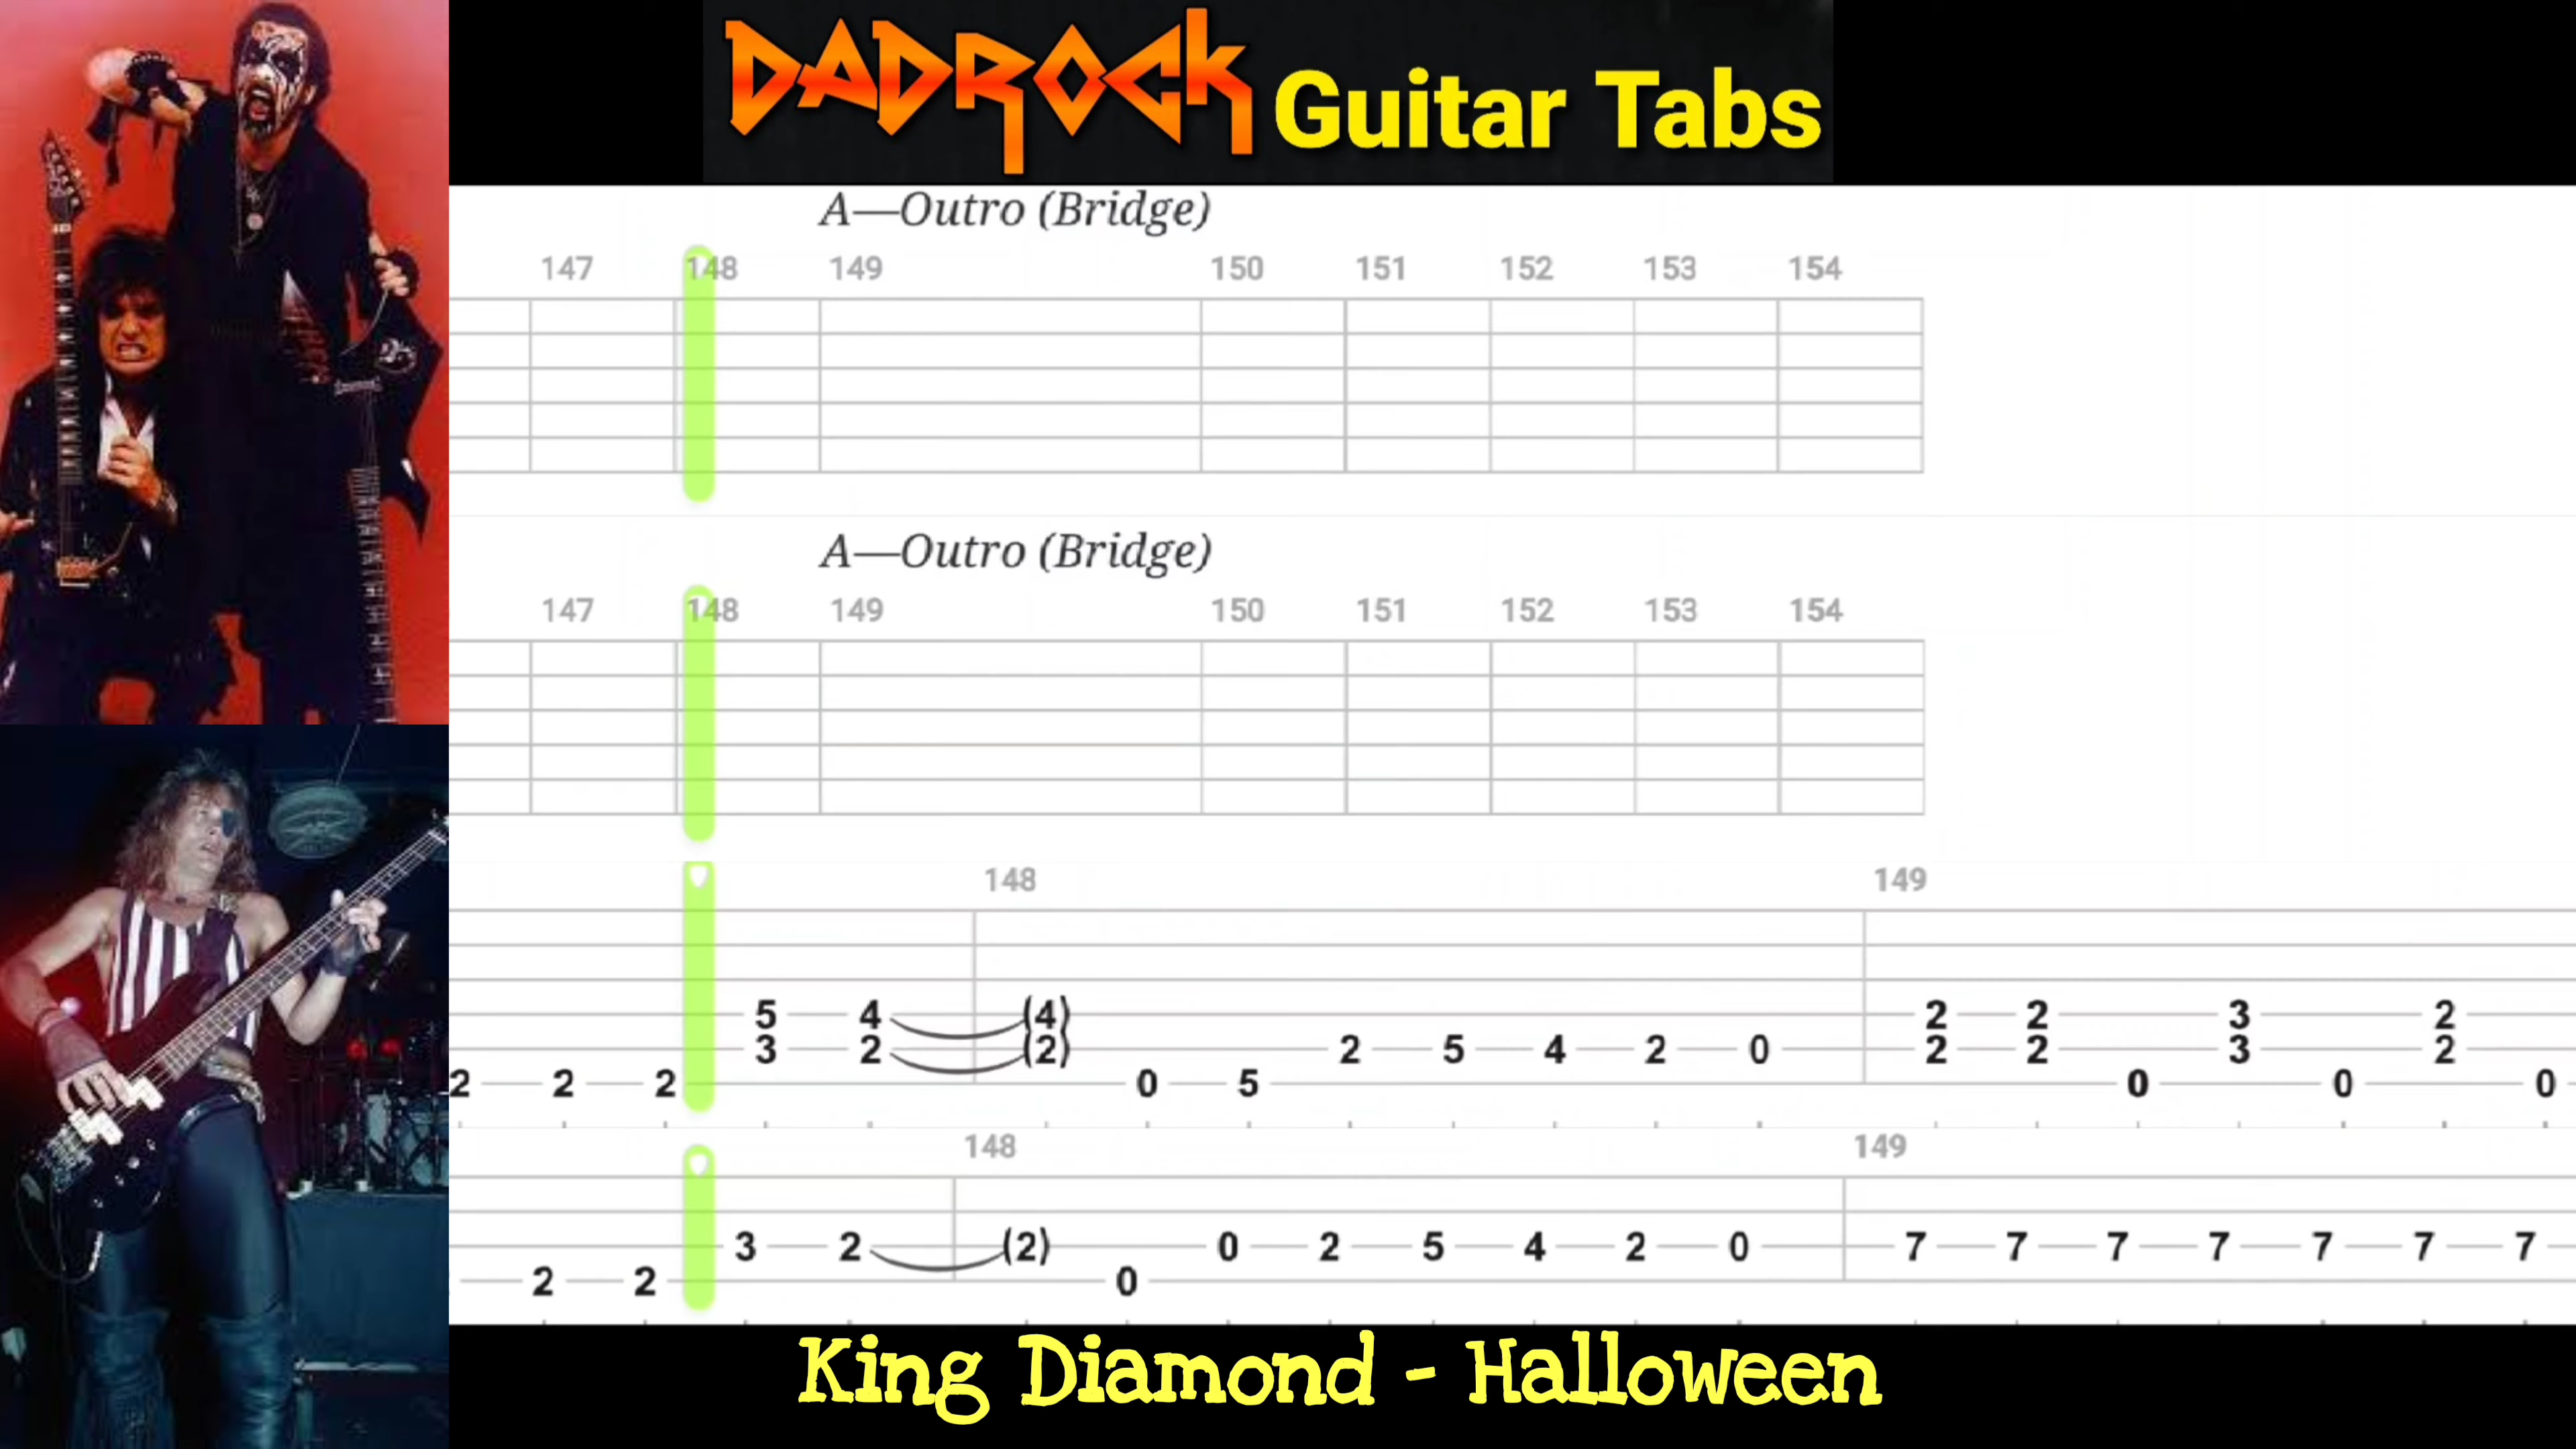 DADROCK Guitar Tabs
A—Outro (Bridge)
147 148 149 150 151 152 153 154
A—Outro (Bridge)
147 148 149 150 151 152 153 154
148 149
5 4 (4) 2 2 3 2
3 2 (2) 2 5 4 2 0 2 2 3 2
2 2 2 0 5 0 0 0
148 149
3 2 (2) 0 2 5 4 2 0 7 7 7 7 7 7 7
2 2 0
King Diamond - Halloween